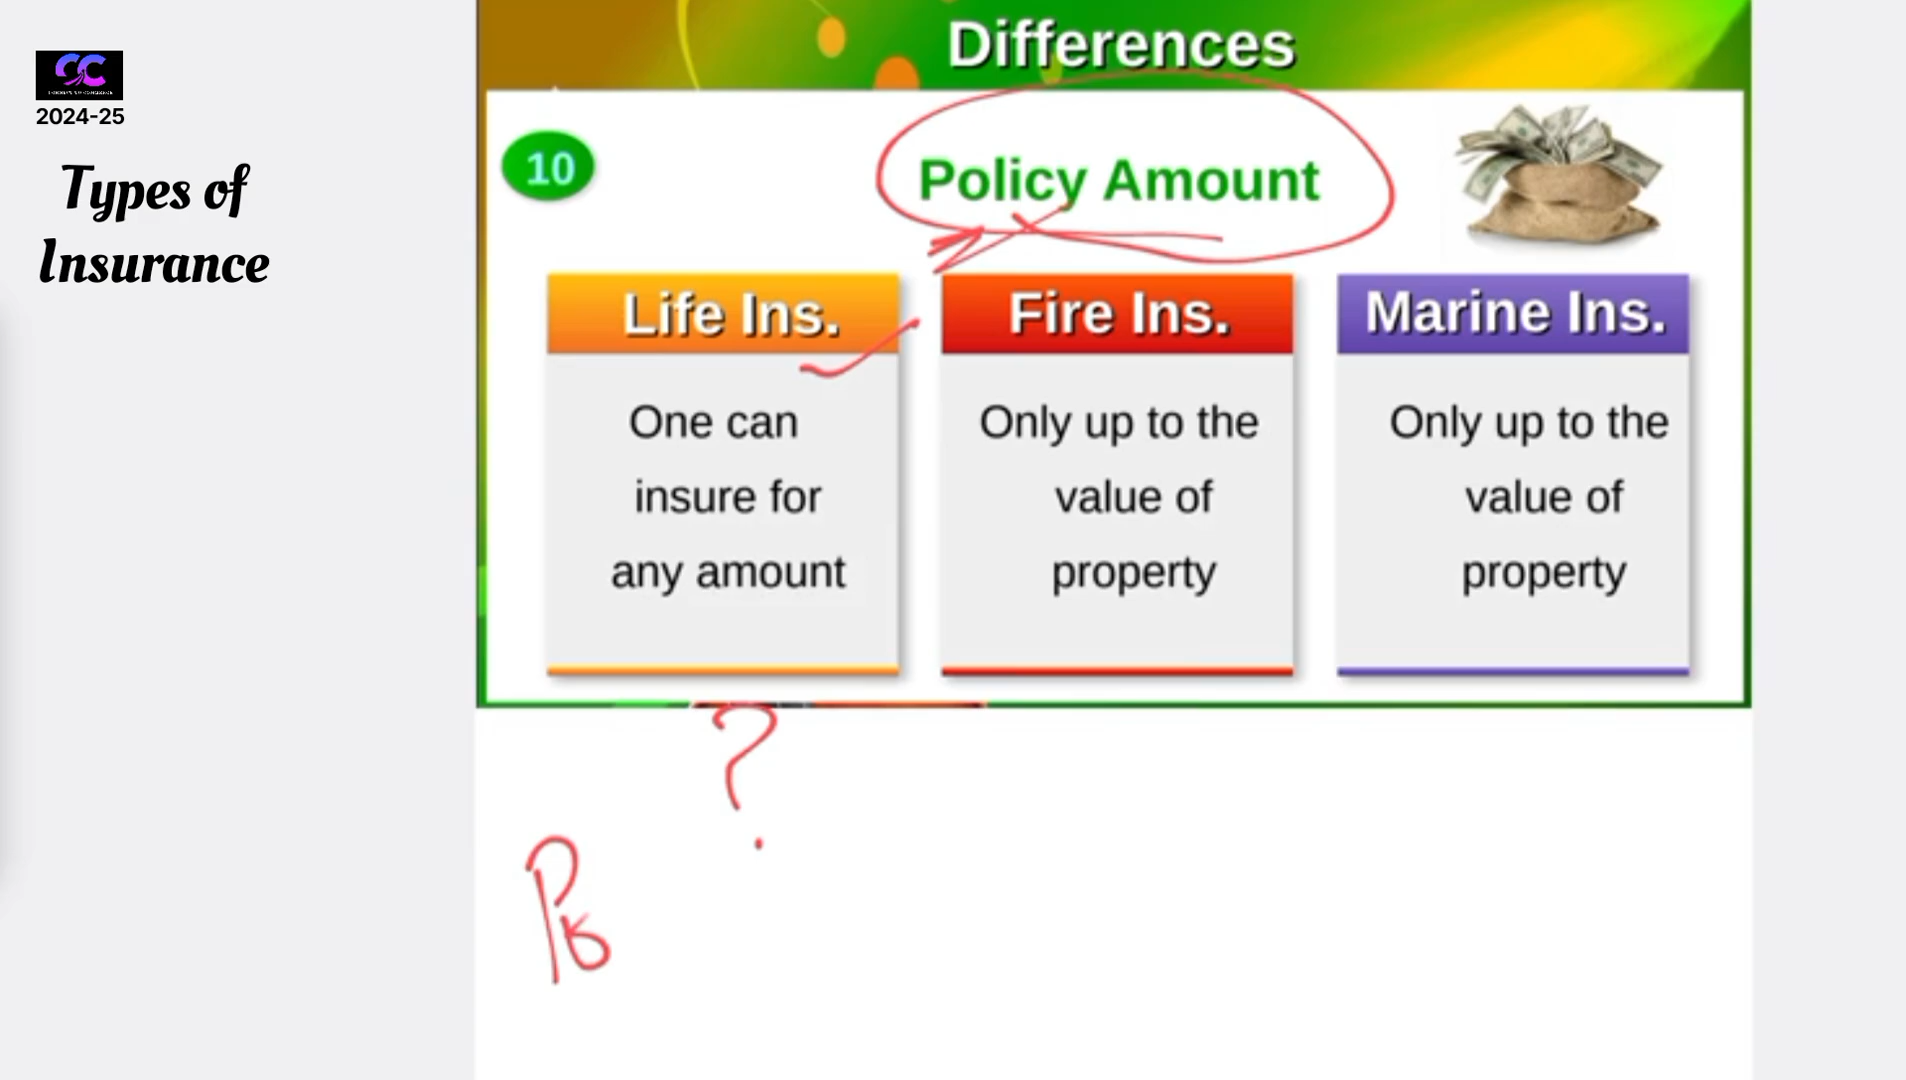 2024-25
Types of
Insurance
Differences
10
Policy Amount
Life Ins.
One can
insure for
any amount
Fire Ins.
Only up to the
value of
property
Marine Ins.
Only up to the
value of
property
?